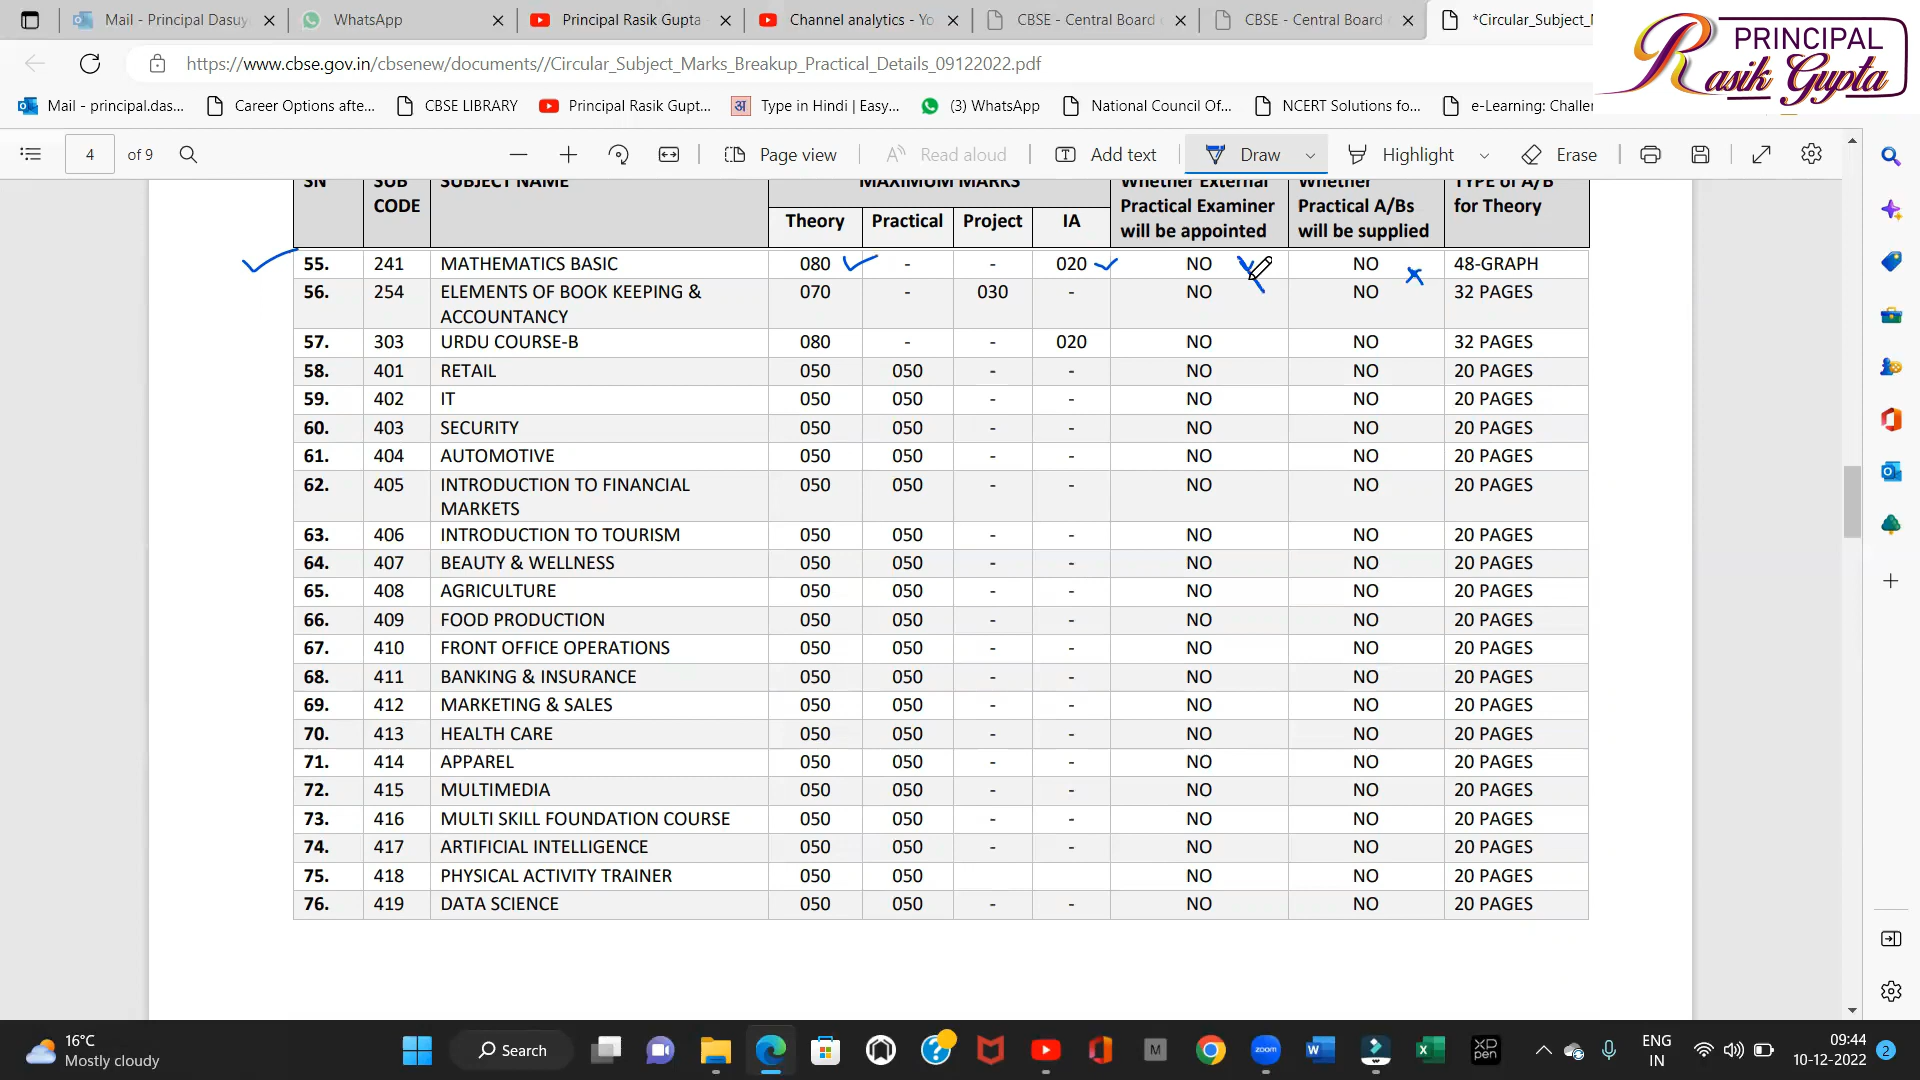 Mail - Principal Dasuy
WhatsApp
Principal Rasik Gupta
Channel analytics - Yo
CBSE - Central Board
CBSE - Central Board
*Circular_Subject_
PRINCIPAL
Rasik Gupta
https://www.cbse.gov.in/cbsenew/documents//Circular_Subject_Marks_Breakup_Practical_Details_09122022.pdf
Mail - principal.das...
Career Options afte...
CBSE LIBRARY
Principal Rasik Gupt...
अ Type in Hindi | Easy...
(3) WhatsApp
National Council Of...
NCERT Solutions fo...
e-Learning: Challen
4 of 9
Page view
Read aloud
Add text
Draw
Highlight
Erase
SN SUB CODE SUBJECT NAME MAXIMUM MARKS Whether External Practical Examiner will be appointed Whether Practical A/Bs will be supplied TYPE of A/B for Theory
Theory Practical Project IA
55. 241 MATHEMATICS BASIC 080 - - 020 NO NO 48-GRAPH
56. 254 ELEMENTS OF BOOK KEEPING & ACCOUNTANCY 070 - 030 - NO NO 32 PAGES
57. 303 URDU COURSE-B 080 - - 020 NO NO 32 PAGES
58. 401 RETAIL 050 050 - - NO NO 20 PAGES
59. 402 IT 050 050 - - NO NO 20 PAGES
60. 403 SECURITY 050 050 - - NO NO 20 PAGES
61. 404 AUTOMOTIVE 050 050 - - NO NO 20 PAGES
62. 405 INTRODUCTION TO FINANCIAL MARKETS 050 050 - - NO NO 20 PAGES
63. 406 INTRODUCTION TO TOURISM 050 050 - - NO NO 20 PAGES
64. 407 BEAUTY & WELLNESS 050 050 - - NO NO 20 PAGES
65. 408 AGRICULTURE 050 050 - - NO NO 20 PAGES
66. 409 FOOD PRODUCTION 050 050 - - NO NO 20 PAGES
67. 410 FRONT OFFICE OPERATIONS 050 050 - - NO NO 20 PAGES
68. 411 BANKING & INSURANCE 050 050 - - NO NO 20 PAGES
69. 412 MARKETING & SALES 050 050 - - NO NO 20 PAGES
70. 413 HEALTH CARE 050 050 - - NO NO 20 PAGES
71. 414 APPAREL 050 050 - - NO NO 20 PAGES
72. 415 MULTIMEDIA 050 050 - - NO NO 20 PAGES
73. 416 MULTI SKILL FOUNDATION COURSE 050 050 - - NO NO 20 PAGES
74. 417 ARTIFICIAL INTELLIGENCE 050 050 - - NO NO 20 PAGES
75. 418 PHYSICAL ACTIVITY TRAINER 050 050 NO NO 20 PAGES
76. 419 DATA SCIENCE 050 050 - - NO NO 20 PAGES
16°C
Mostly cloudy
Search
zoom
M
XD pen
ENG
IN
09:44
10-12-2022
2